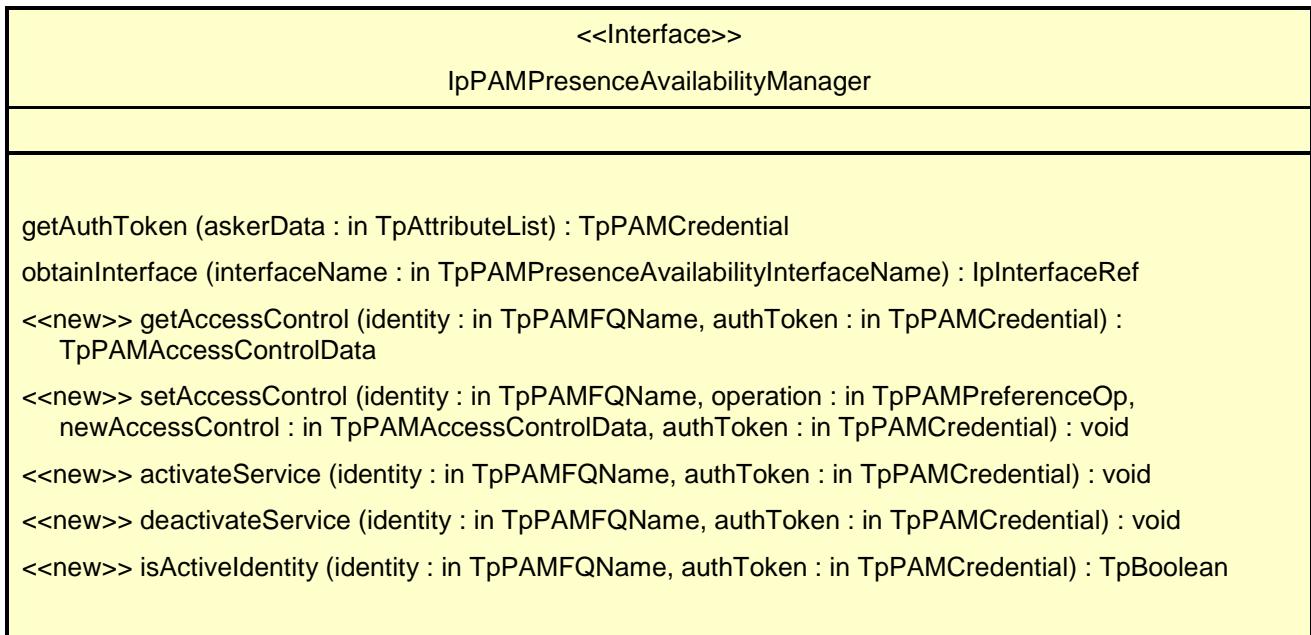 <<Interface>>
IpPAMPresenceAvailabilityManager
getAuthToken (askerData : in TpAttributeList) : TpPAMCredential
obtainInterface (interfaceName : in TpPAMPresenceAvailabilityInterfaceName) : IpInterfaceRef
<<new>> getAccessControl (identity : in TpPAMFQName, authToken : in TpPAMCredential) :
TpPAMAccessControlData
<<new>> setAccessControl (identity : in TpPAMFQName, operation : in TpPAMPreferenceOp,
newAccessControl : in TpPAMAccessControlData, authToken : in TpPAMCredential) : void
<<new>> activateService (identity : in TpPAMFQName, authToken : in TpPAMCredential) : void
<<new>> deactivateService (identity : in TpPAMFQName, authToken : in TpPAMCredential) : void
<<new>> isActiveIdentity (identity : in TpPAMFQName, authToken : in TpPAMCredential) : TpBoolean